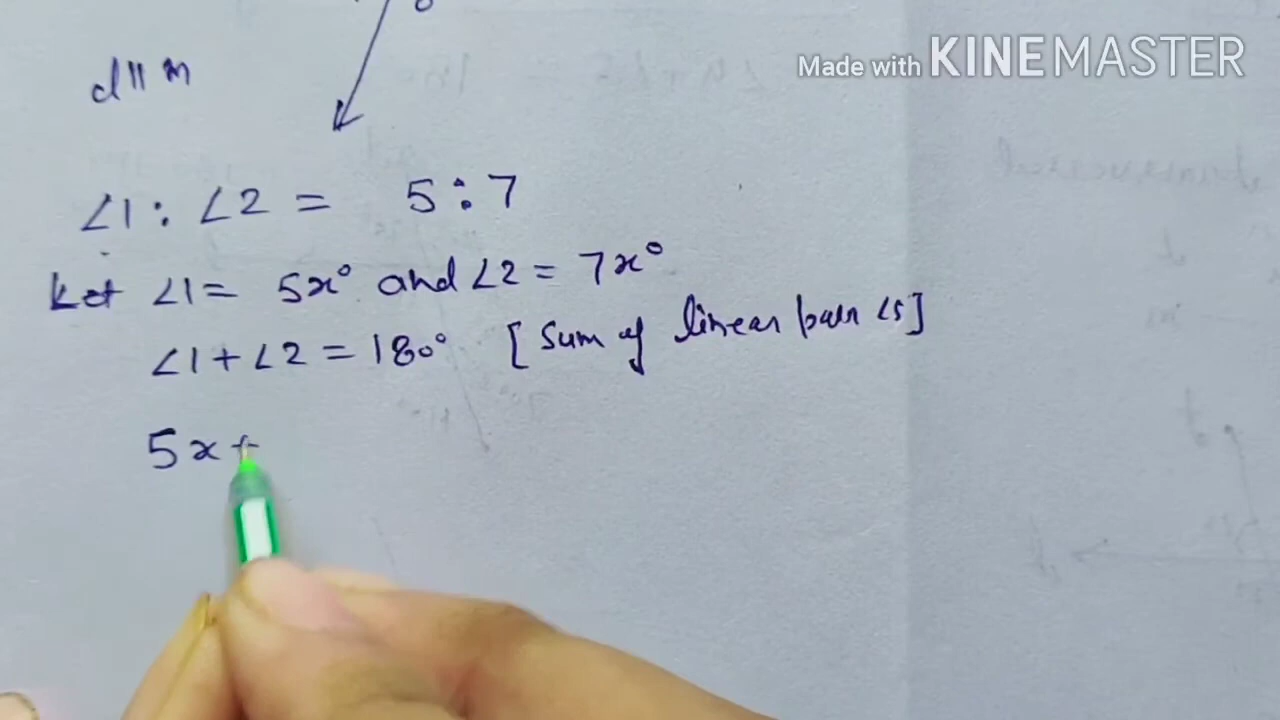 Made with KINEMASTER
d || m
∠1 : ∠2 = 5 : 7
Let ∠1 = 5x° and ∠2 = 7x°
∠1 + ∠2 = 180° [Sum of linear pair ∠s]
5x +